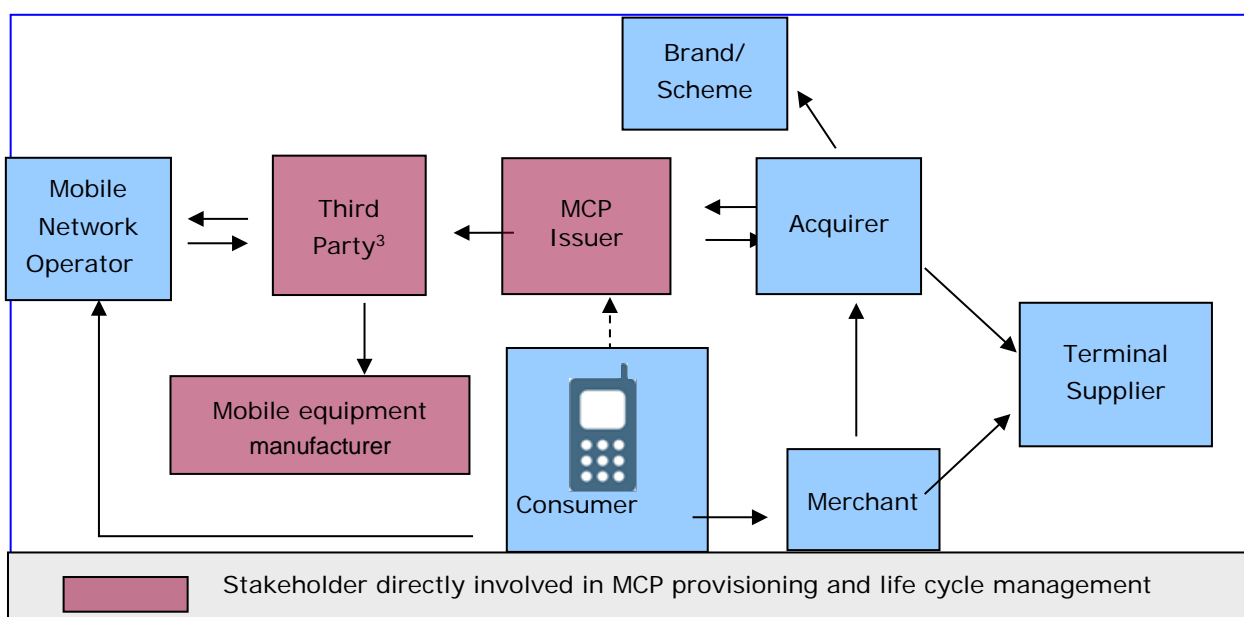 Brand/
Scheme
Mobile
Network
Operator
Third
Party³
MCP
Issuer
Acquirer
Terminal
Supplier
Mobile equipment
manufacturer
Consumer
Merchant
Stakeholder directly involved in MCP provisioning and life cycle management